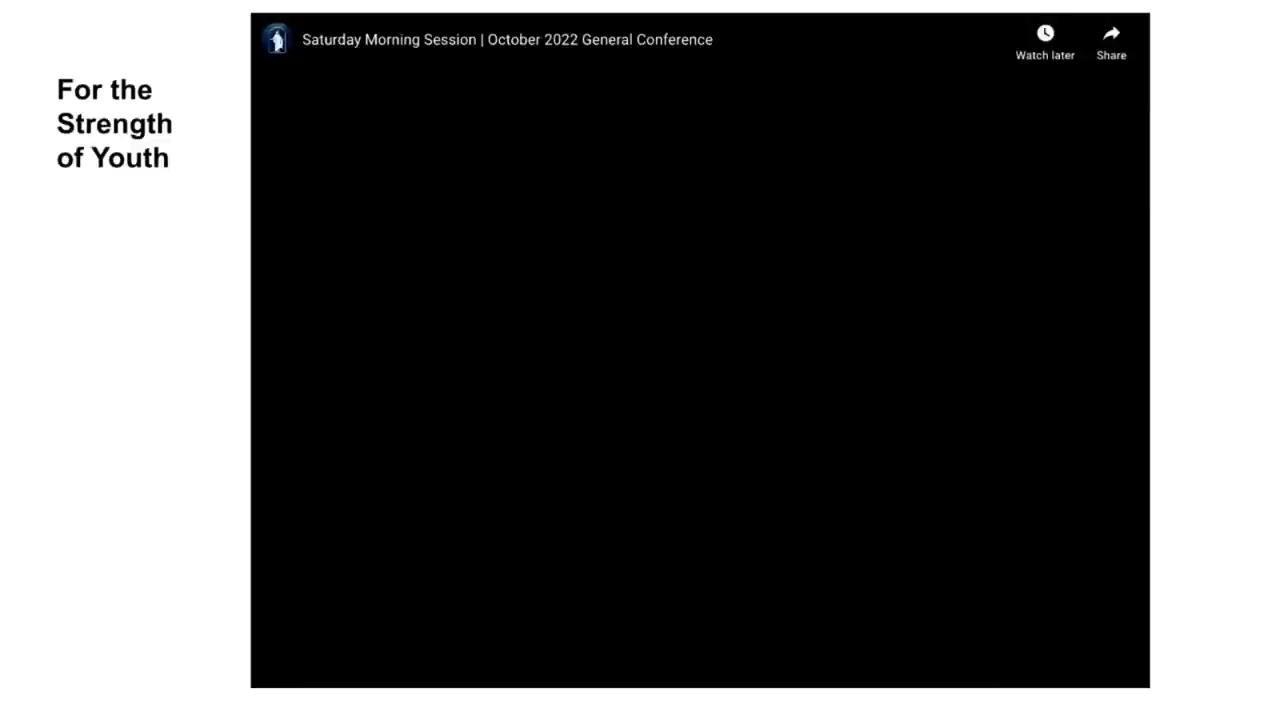 For the
Strength
of Youth
Saturday Morning Session | October 2022 General Conference
Watch later
Share